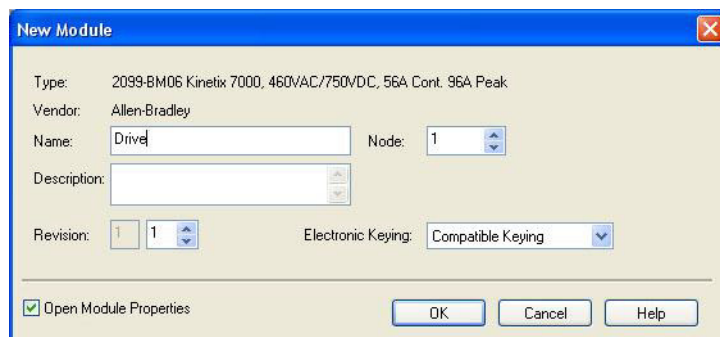 New Module
Type: 2099-BM06 Kinetix 7000, 460VAC/750VDC, 56A Cont. 96A Peak
Vendor: Allen-Bradley
Name: Drive Node: 1
Description:
Revision: 1 1 Electronic Keying: Compatible Keying
Open Module Properties OK Cancel Help